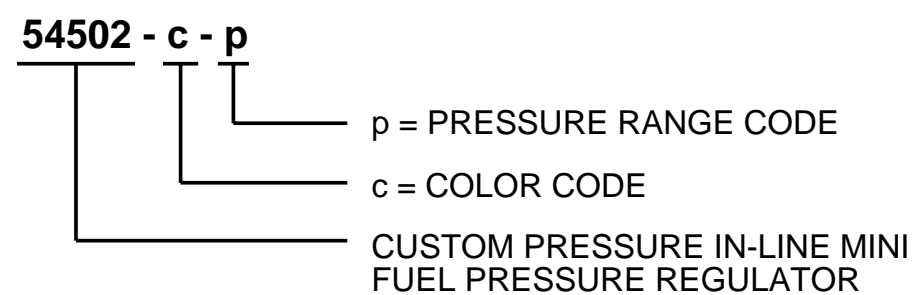 54502 - c - p
p = PRESSURE RANGE CODE
c = COLOR CODE
CUSTOM PRESSURE IN-LINE MINI
FUEL PRESSURE REGULATOR